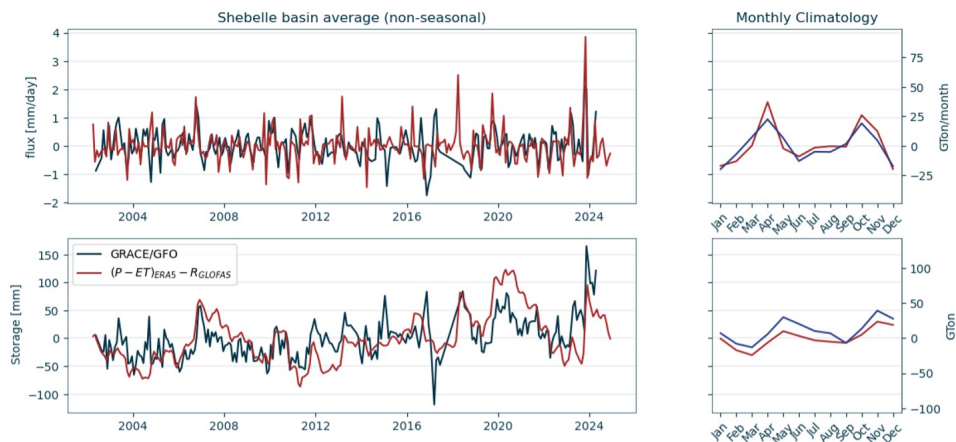 Shebelle basin average (non-seasonal)
Monthly Climatology
flux [mm/day]
4
3
2
1
0
−1
−2
2004
2008
2012
2016
2020
2024
75
50
25
0
−25
GTon/month
Jan
Feb
Mar
Apr
May
Jun
Jul
Aug
Sep
Oct
Nov
Dec
Storage [mm]
150
100
50
0
−50
−100
GRACE/GFO
(P − ET)ERA5 − RGLOFAS
2004
2008
2012
2016
2020
2024
100
50
0
−50
−100
GTon
Jan
Feb
Mar
Apr
May
Jun
Jul
Aug
Sep
Oct
Nov
Dec